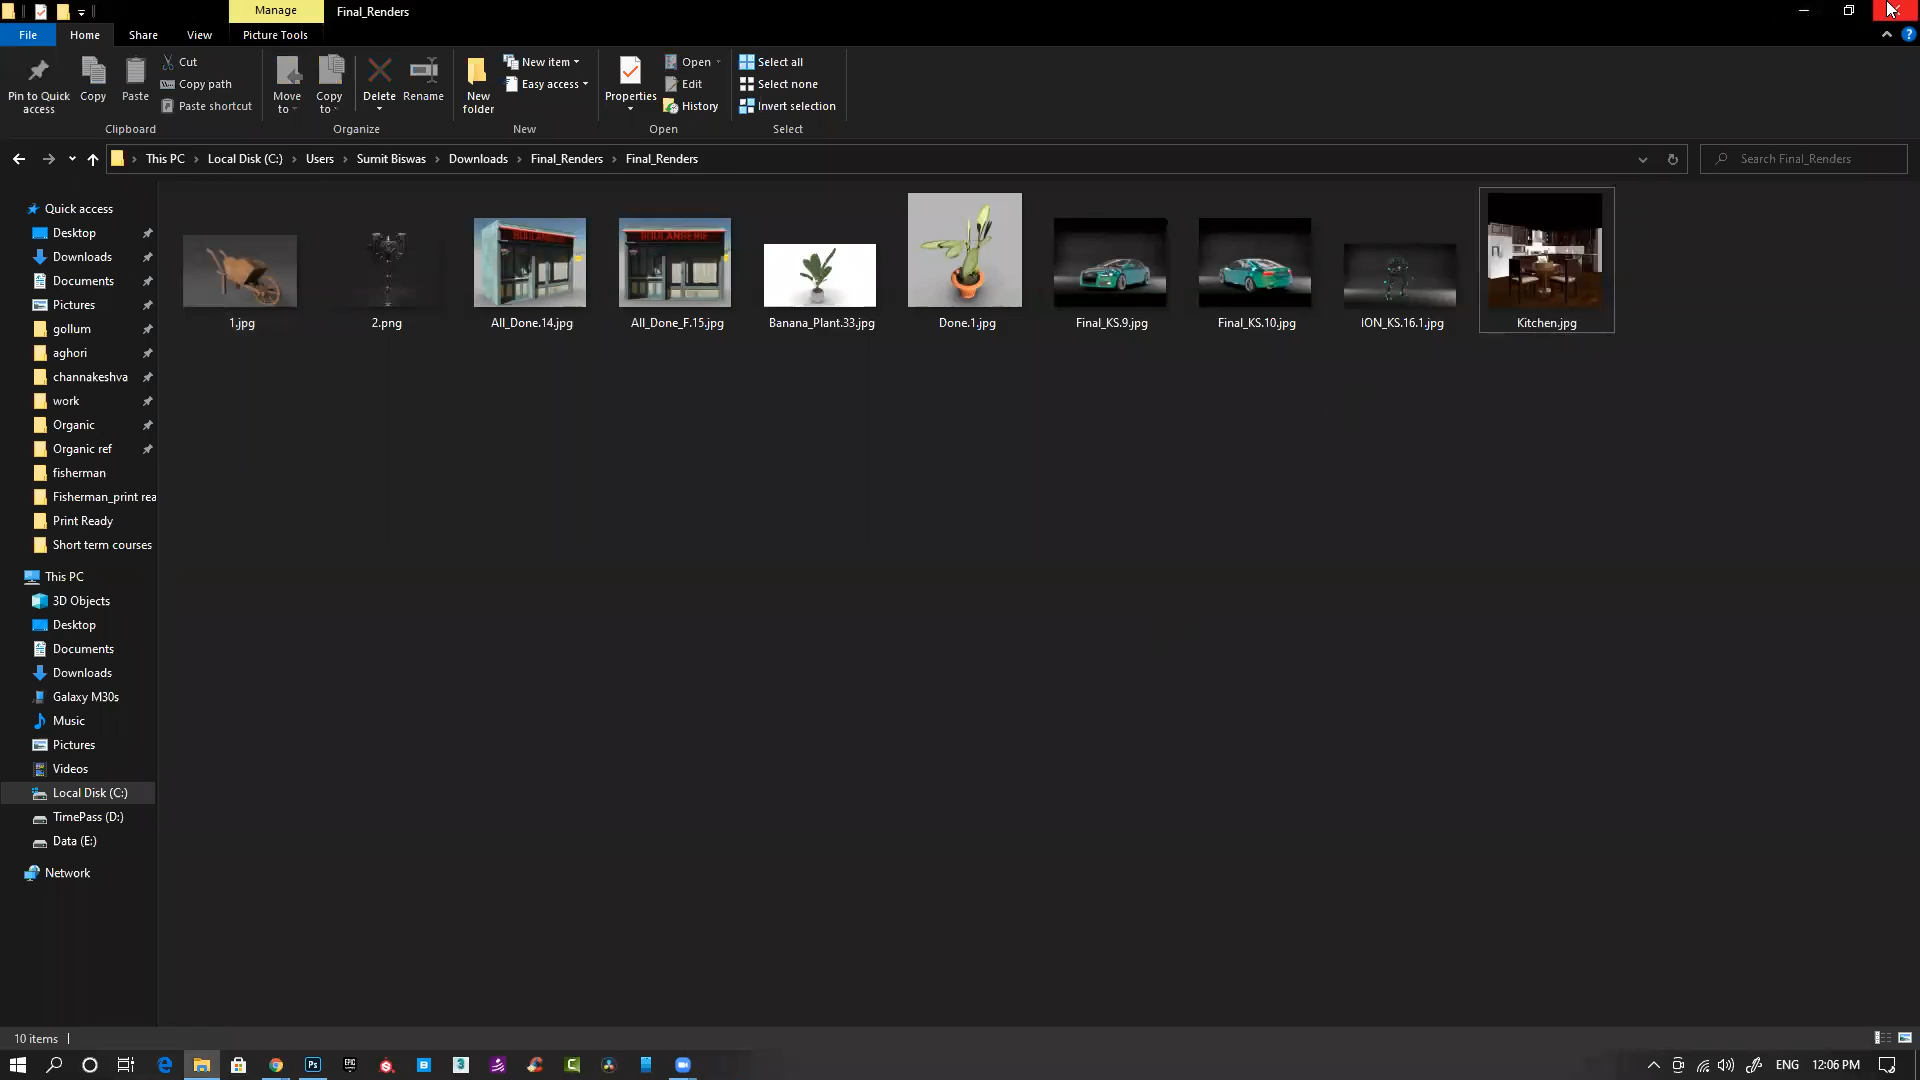 Manage
Final_Renders
File
Home
Share
View
Picture Tools
Pin to Quick access
Copy
Paste
Cut
Copy path
Paste shortcut
Clipboard
Move to
Copy to
Delete
Rename
Organize
New folder
New item
Easy access
New
Properties
Open
Edit
History
Open
Select all
Select none
Invert selection
Select
This PC
Local Disk (C:)
Users
Sumit Biswas
Downloads
Final_Renders
Final_Renders
Search Final_Renders
Quick access
Desktop
Downloads
Documents
Pictures
gollum
aghori
channakeshva
work
Organic
Organic ref
fisherman
Fisherman_print rea
Print Ready
Short term courses
This PC
3D Objects
Desktop
Documents
Downloads
Galaxy M30s
Music
Pictures
Videos
Local Disk (C:)
TimePass (D:)
Data (E:)
Network
BOULANGERIE
BOULANGERIE
1.jpg
2.png
All_Done.14.jpg
All_Done_F.15.jpg
Banana_Plant.33.jpg
Done.1.jpg
Final_KS.9.jpg
Final_KS.10.jpg
ION_KS.16.1.jpg
Kitchen.jpg
10 items
Ps
EPIC
3
ENG
12:06 PM